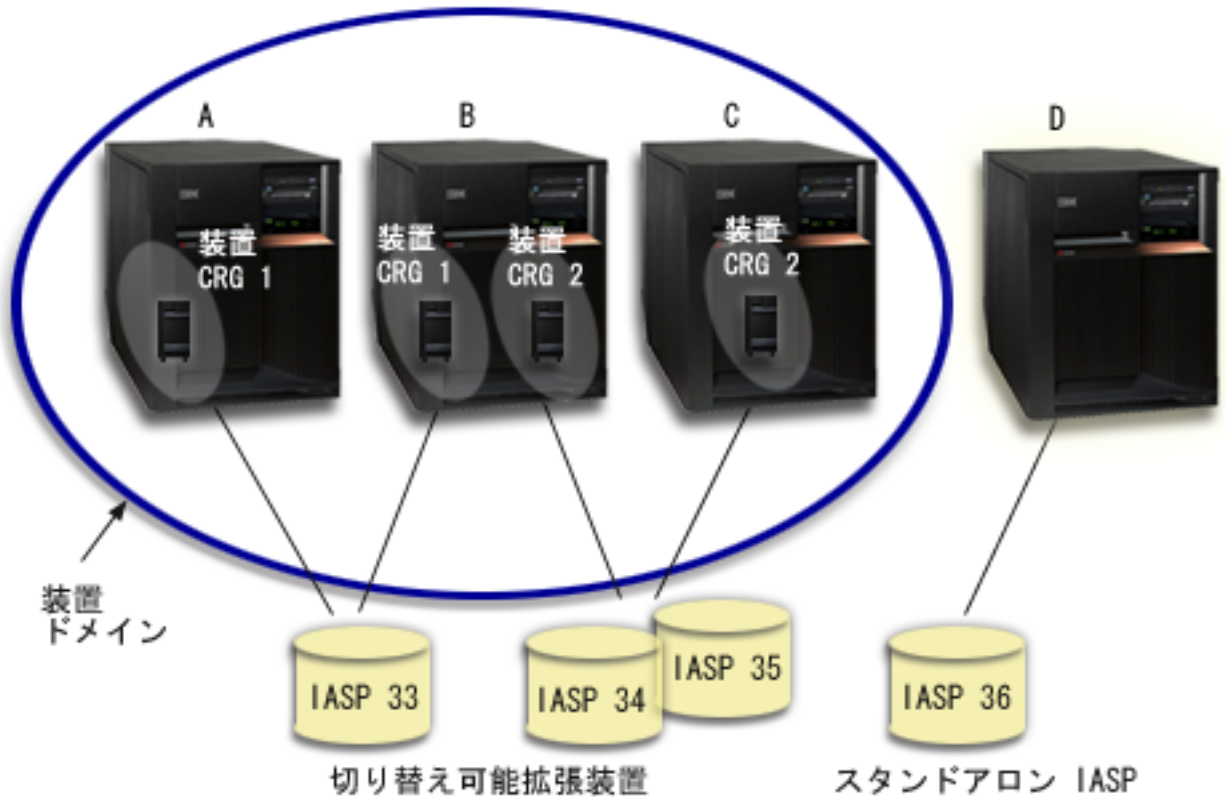 A
B
C
D
装置
CRG 1
装置
CRG 1
装置
CRG 2
装置
CRG 2
装置
ドメイン
IASP 33
IASP 34
IASP 35
IASP 36
切り替え可能拡張装置
スタンドアロン IASP